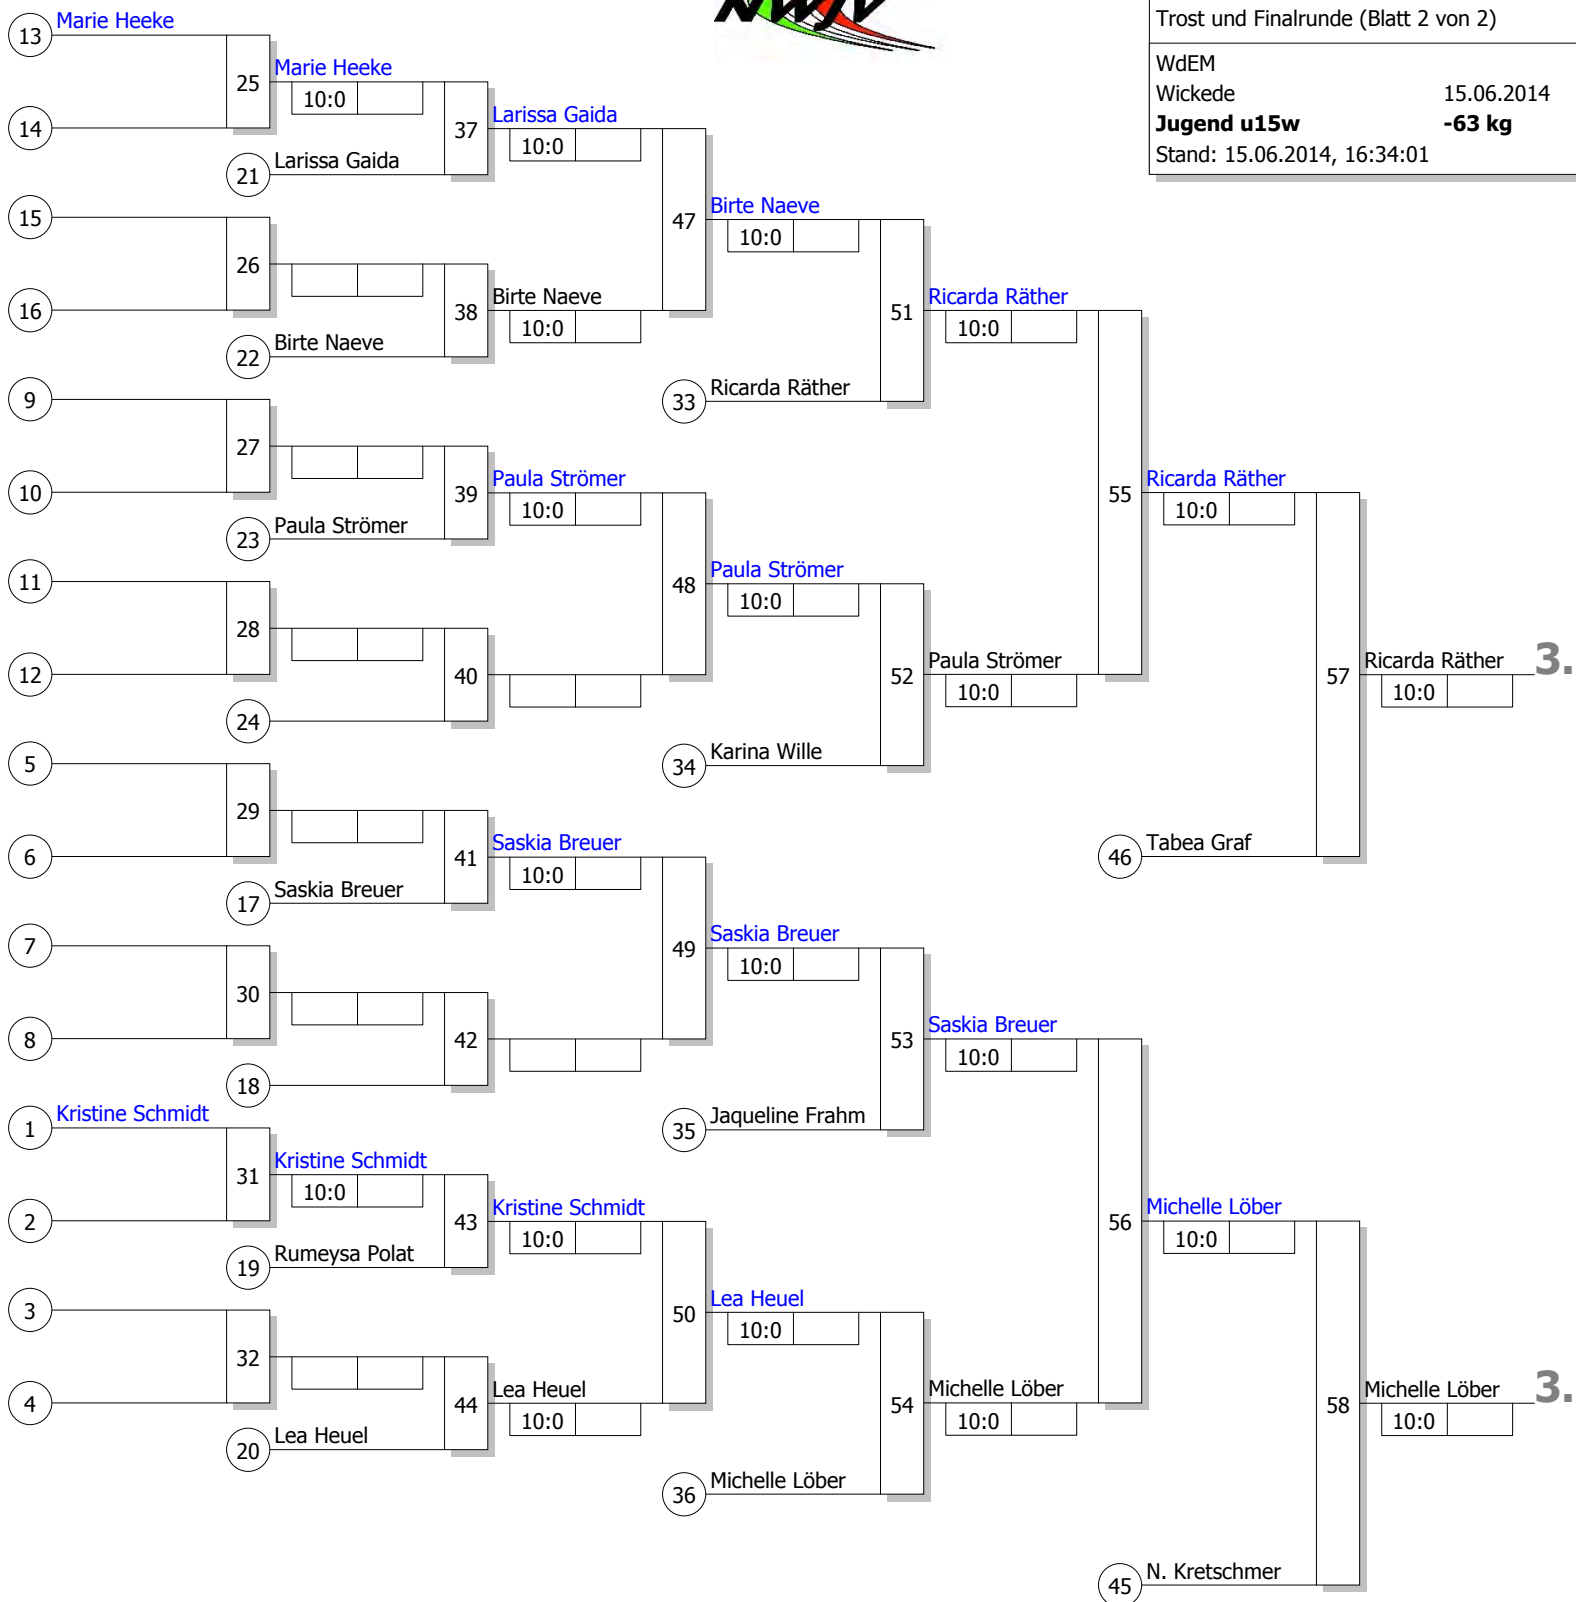 NWJV
Trost und Finalrunde (Blatt 2 von 2)
WdEM
Wickede 15.06.2014
Jugend u15w -63 kg
Stand: 15.06.2014, 16:34:01
13 Marie Heeke
25 Marie Heeke
10:0
14
37 Larissa Gaida
10:0
21 Larissa Gaida
15
47 Birte Naeve
10:0
26
16
38 Birte Naeve
10:0
22 Birte Naeve
51 Ricarda Räther
10:0
33 Ricarda Räther
9
27
10
39 Paula Strömer
10:0
23 Paula Strömer
55 Ricarda Räther
10:0
11
48 Paula Strömer
10:0
28
12
40
24
52 Paula Strömer
10:0
34 Karina Wille
57 Ricarda Räther 3.
10:0
5
29
6
41 Saskia Breuer
10:0
46 Tabea Graf
17 Saskia Breuer
7
49 Saskia Breuer
10:0
30
8
42
18
53 Saskia Breuer
10:0
35 Jaqueline Frahm
1 Kristine Schmidt
31 Kristine Schmidt
10:0
2
43 Kristine Schmidt
10:0
19 Rumeysa Polat
56 Michelle Löber
10:0
3
50 Lea Heuel
10:0
32
4
44 Lea Heuel
10:0
20 Lea Heuel
54 Michelle Löber
10:0
36 Michelle Löber
58 Michelle Löber 3.
10:0
45 N. Kretschmer